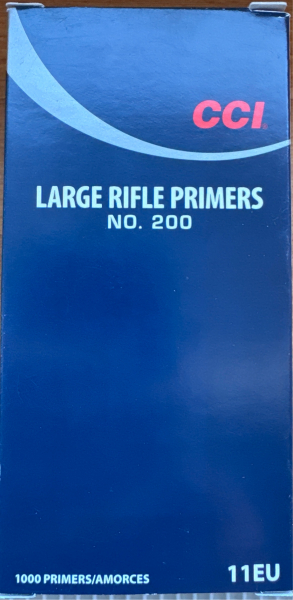 CCI
LARGE RIFLE PRIMERS
NO. 200
1000 PRIMERS/AMORCES
11EU